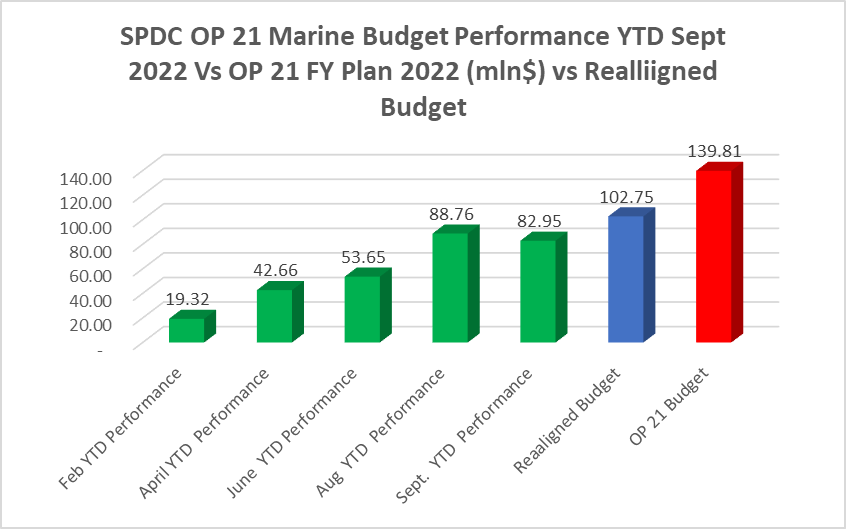 SPDC OP 21 Marine Budget Performance YTD Sept
2022 Vs OP 21 FY Plan 2022 (mln$) vs Realliigned
Budget
139.81
140.00
120.00
100.00
80.00
60.00
40.00
20.00
-
19.32
42.66
53.65
88.76
82.95
102.75
Feb YTD Performance
April YTD Performance
June YTD Performance
Aug YTD Performance
Sept. YTD Performance
Reaaligned Budget
OP 21 Budget